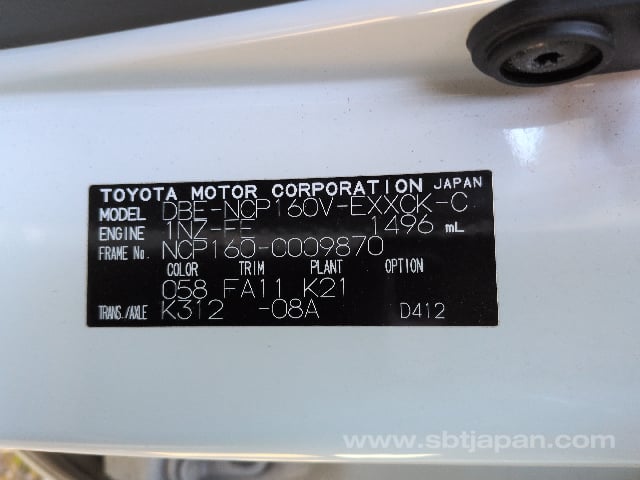 TOYOTA MOTOR CORPORATION JAPAN
MODEL DBE-NCP160V-EXXCK-C
ENGINE 1NZ-FE 1496 mL
FRAME No. NCP160-0009870
COLOR TRIM PLANT OPTION
058 FA11 K21
TRANS./AXLE K312 -08A D412
www.sbtjapan.com